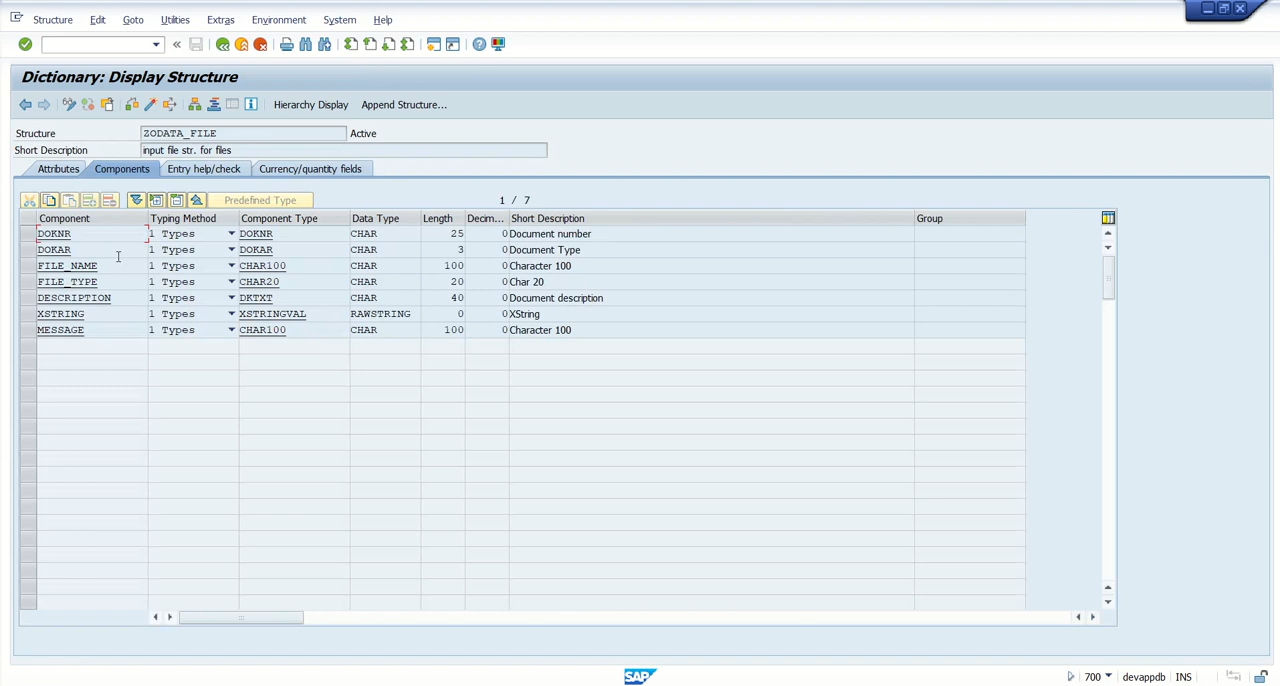 Structure Edit Goto Utilities Extras Environment System Help
Dictionary: Display Structure
Hierarchy Display Append Structure...
Structure ZODATA_FILE Active
Short Description input file str. for files
Attributes Components Entry help/check Currency/quantity fields
Predefined Type 1 / 7
Component Typing Method Component Type Data Type Length Decim... Short Description Group
DOKNR 1 Types DOKNR CHAR 25 0 Document number
DOKAR 1 Types DOKAR CHAR 3 0 Document Type
FILE_NAME 1 Types CHAR100 CHAR 100 0 Character 100
FILE_TYPE 1 Types CHAR20 CHAR 20 0 Char 20
DESCRIPTION 1 Types DKTXT CHAR 40 0 Document description
XSTRING 1 Types XSTRINGVAL RAWSTRING 0 0 XString
MESSAGE 1 Types CHAR100 CHAR 100 0 Character 100
SAP 700 devappdb INS